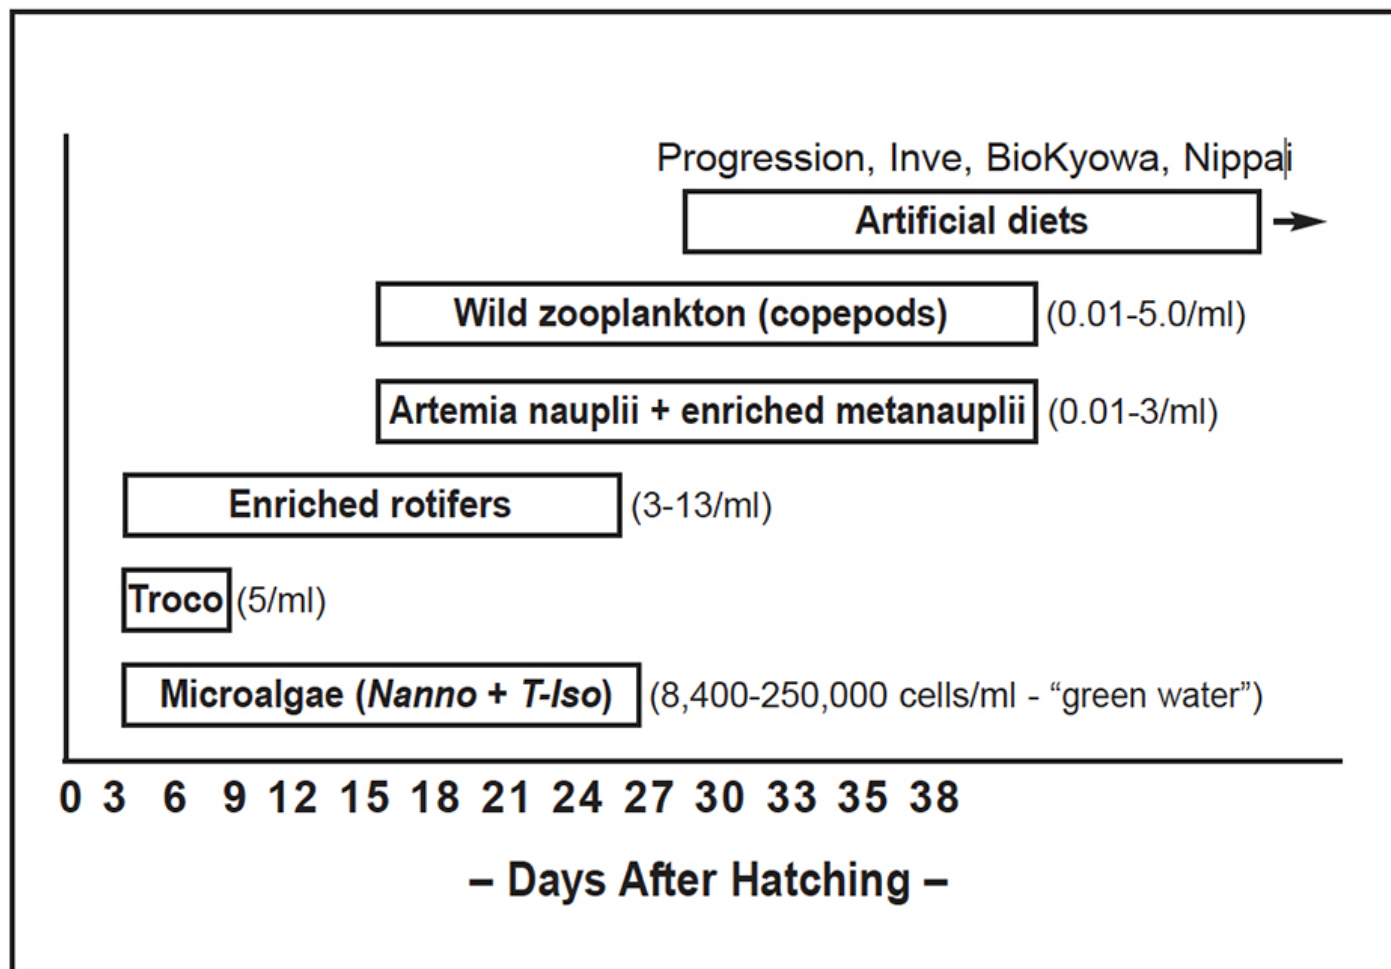 Progression, Inve, BioKyowa, Nippai
Artificial diets
Wild zooplankton (copepods) (0.01-5.0/ml)
Artemia nauplii + enriched metanauplii (0.01-3/ml)
Enriched rotifers (3-13/ml)
Troco (5/ml)
Microalgae (Nanno + T-Iso) (8,400-250,000 cells/ml - “green water”)
0 3 6 9 12 15 18 21 24 27 30 33 35 38
– Days After Hatching –